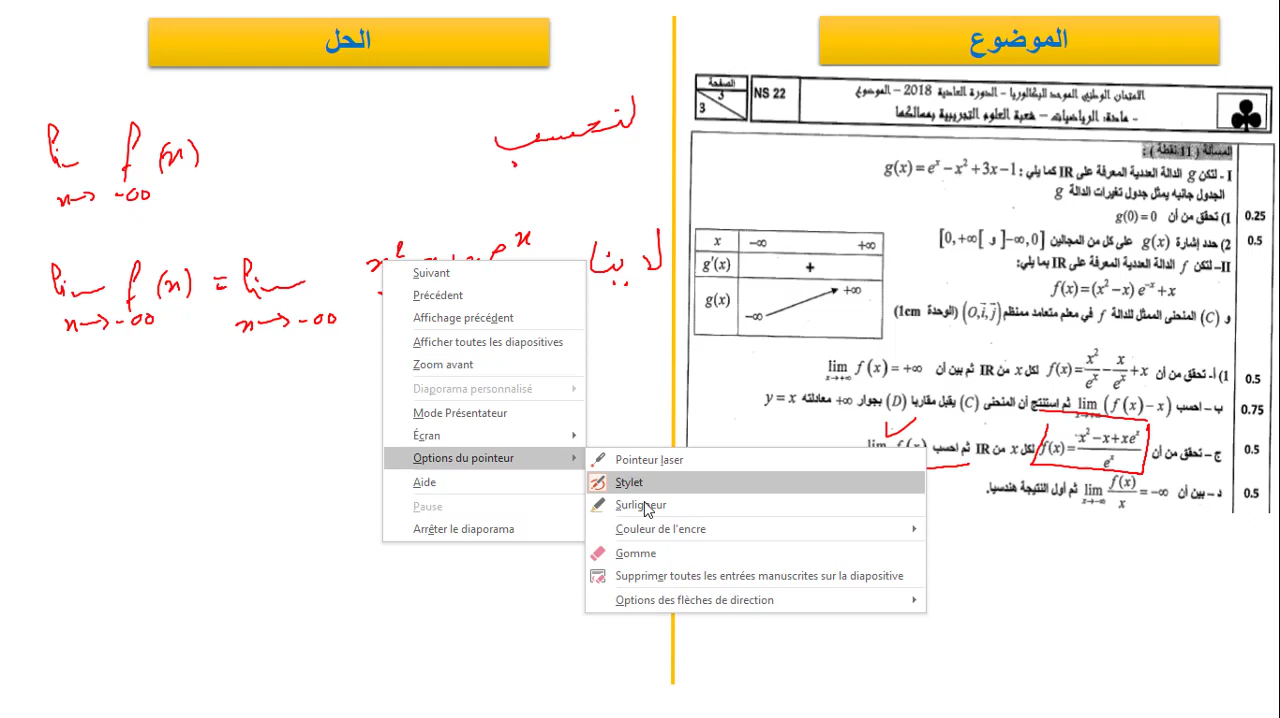 الموضوع
الحل
الصفحة
3
3
NS 22
الامتحان الوطني الموحد للبكالوريا - الدورة العادية 2018 - الموضوع
- مادة: الرياضيات - شعبة العلوم التجريبية بمسالكها
المسألة ( 11 نقطة ) :
I - لتكن g الدالة العددية المعرفة على IR كما يلي : g(x) = e^x − x² + 3x − 1
الجدول جانبه يمثل جدول تغيرات الدالة g
1) تحقق من أن g(0) = 0 0.25
2) حدد إشارة g(x) على كل من المجالين ]−∞,0] و [0,+∞[ 0.5
x −∞ +∞
g'(x) +
g(x) −∞ +∞
II- لتكن f الدالة العددية المعرفة على IR بما يلي:
f(x) = (x² − x) e^{-x} + x
و (C) المنحنى الممثل للدالة f في معلم متعامد ممنظم (O, i, j) (الوحدة 1cm)
1) أ- تحقق من أن f(x) = x²/e^x − x/e^x + x لكل x من IR ثم بين أن lim x→+∞ f(x) = +∞ 0.5
ب - احسب lim (f(x) − x) ثم استنتج أن المنحنى (C) يقبل مقاربا (D) بجوار +∞ معادلته y = x 0.75
ج - تحقق من أن f(x) = (x² − x + xe^x)/e^x لكل x من IR ثم احسب lim f(x) 0.5
د - بين أن lim x→−∞ f(x)/x = −∞ ثم أول النتيجة هندسيا. 0.5
لنحسب
lim f(x)
x→ −∞
لدينا
lim f(x) = lim
x→−∞ x→−∞
Suivant
Précédent
Affichage précédent
Afficher toutes les diapositives
Zoom avant
Diaporama personnalisé
Mode Présentateur
Écran
Options du pointeur
Aide
Pause
Arrêter le diaporama
Pointeur laser
Stylet
Surligneur
Couleur de l'encre
Gomme
Supprimer toutes les entrées manuscrites sur la diapositive
Options des flèches de direction